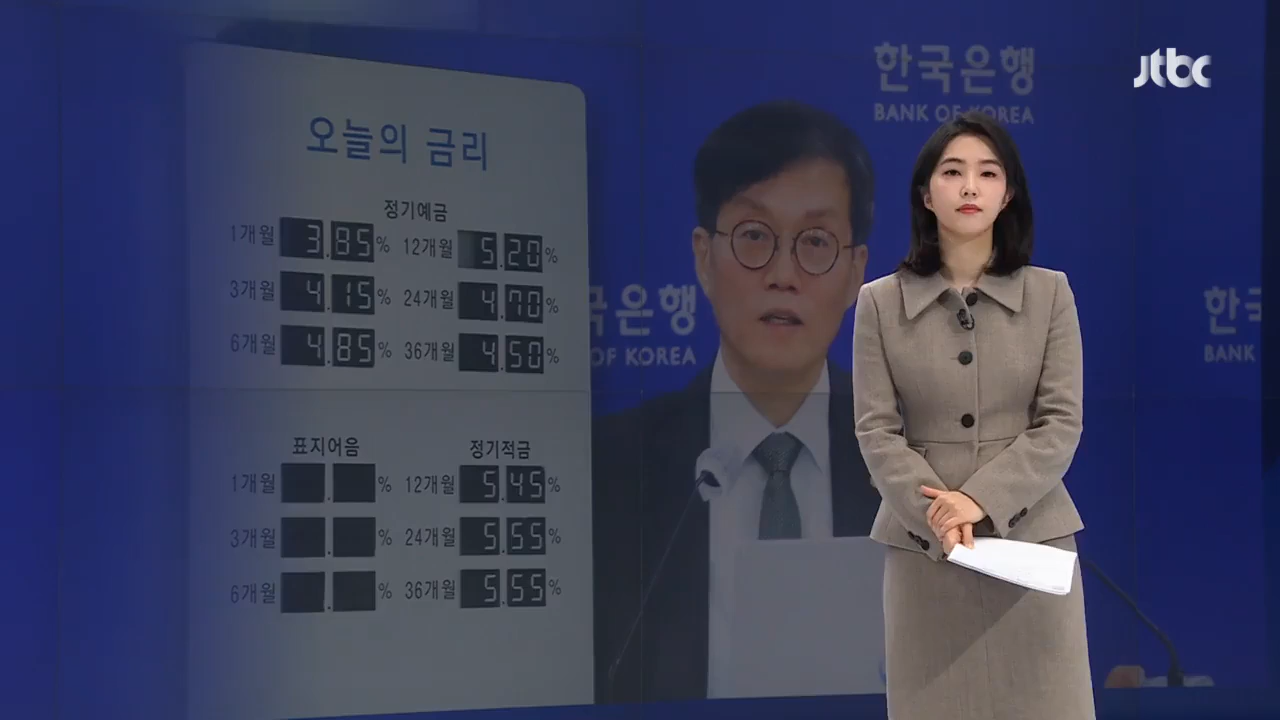 jtbc
한국은행
BANK OF KOREA
오늘의 금리
정기예금
1개월 3.85% 12개월 5.20%
3개월 4.15% 24개월 4.70%
6개월 4.85% 36개월 4.50%
국은행
OF KOREA
한국
BANK
표지어음 정기적금
1개월 . % 12개월 5.45%
3개월 . % 24개월 5.55%
6개월 . % 36개월 5.55%